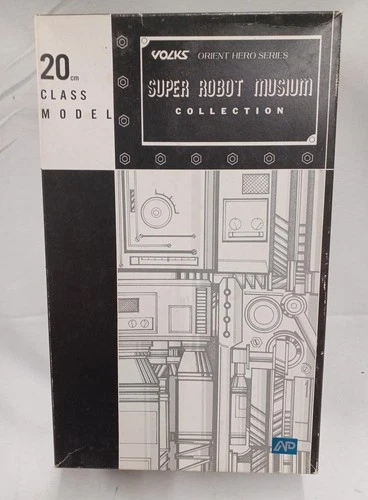 20cm
CLASS
MODEL
VOLKS ORIENT HERO SERIES
SUPER ROBOT MUSIUM
COLLECTION